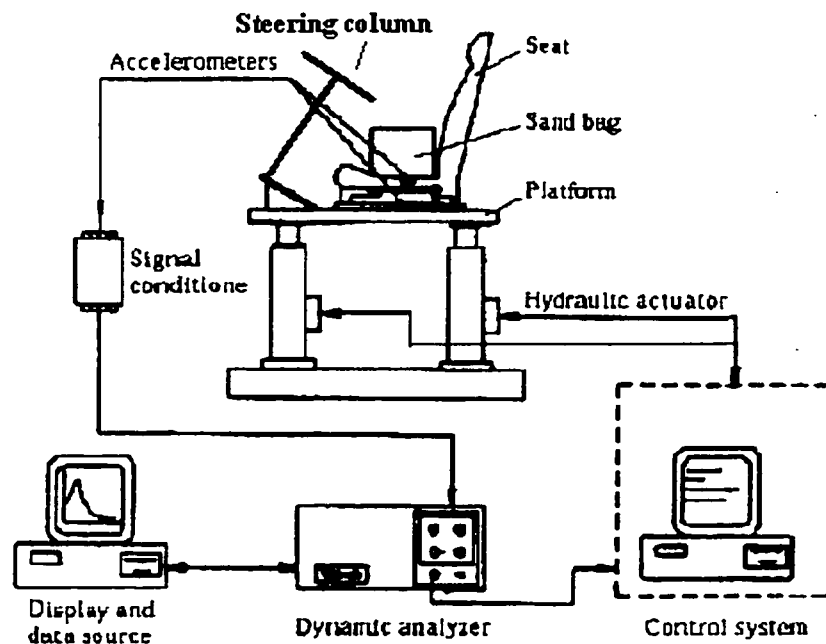 Steering column
Accelerometers
Seat
Sand bag
Platform
Signal
conditione
Hydraulic actuator
Display and
data source
Dynamic analyzer
Control system